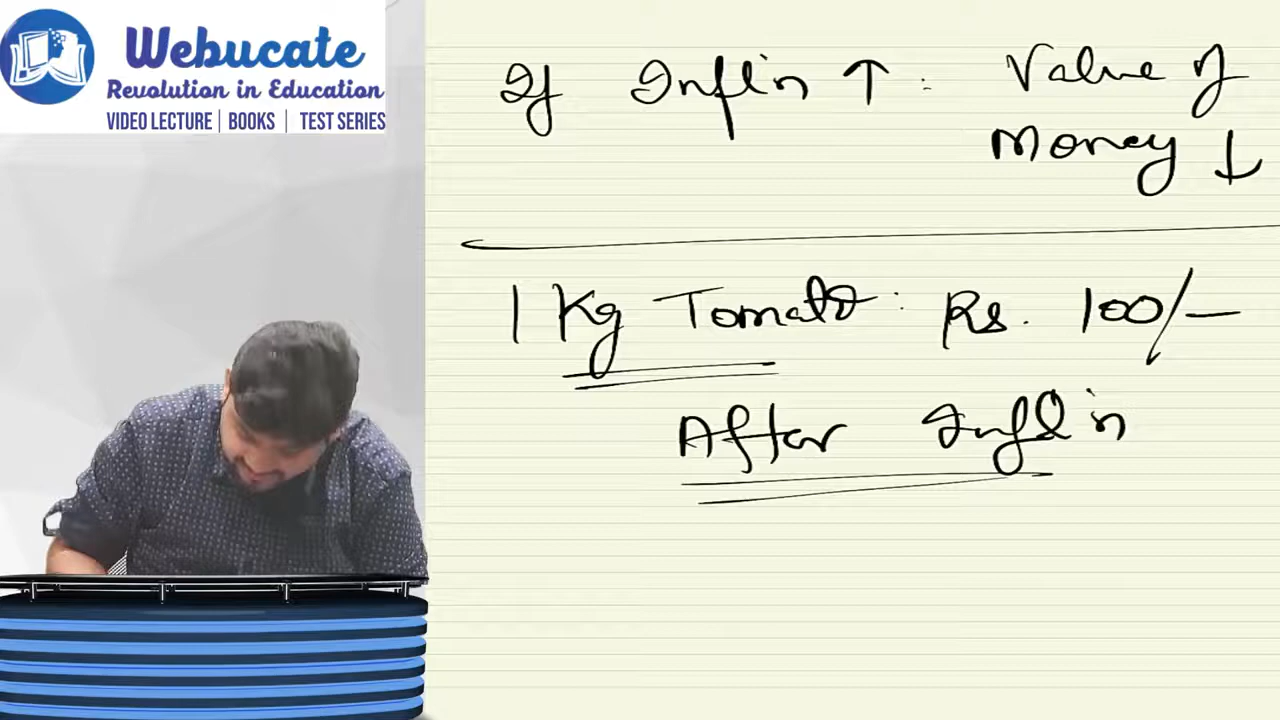 Webucate
Revolution in Education
VIDEO LECTURE | BOOKS | TEST SERIES
If Infl'n ↑ : Value of
Money ↓
1 Kg Tomato : Rs. 100/-
After Infl'n